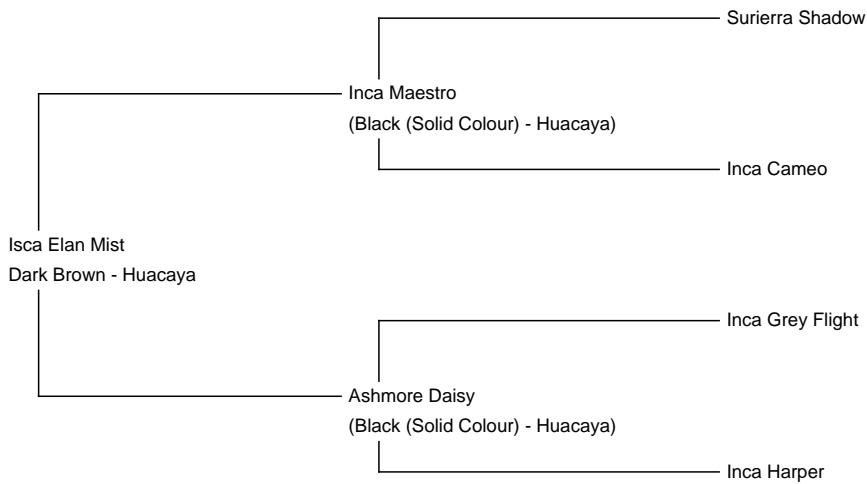 Surierra Shadow
Inca Maestro
(Black (Solid Colour) - Huacaya)
Inca Cameo
Isca Elan Mist
Dark Brown - Huacaya
Inca Grey Flight
Ashmore Daisy
(Black (Solid Colour) - Huacaya)
Inca Harper